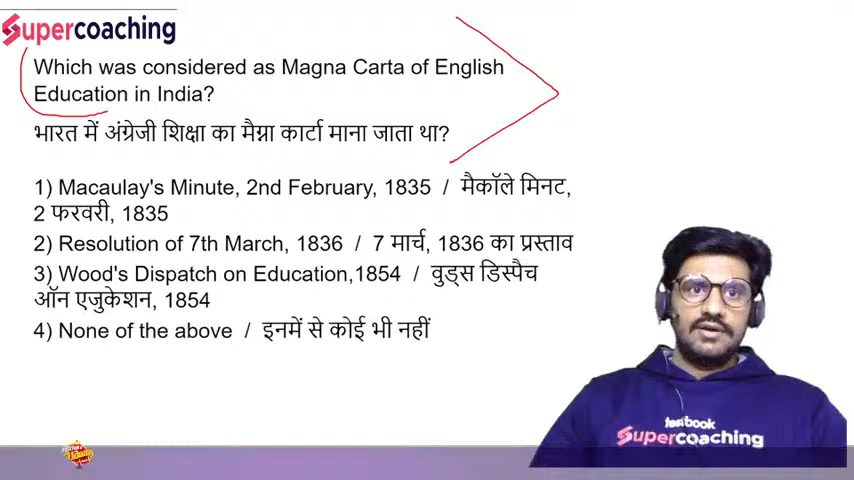 Supercoaching
Which was considered as Magna Carta of English
Education in India?
भारत में अंग्रेजी शिक्षा का मैग्ना कार्टा माना जाता था?
1) Macaulay's Minute, 2nd February, 1835 / मैकॉले मिनट,
2 फरवरी, 1835
2) Resolution of 7th March, 1836 / 7 मार्च, 1836 का प्रस्ताव
3) Wood's Dispatch on Education,1854 / वुड्स डिस्पैच
ऑन एजुकेशन, 1854
4) None of the above / इनमें से कोई भी नहीं
testbook
Supercoaching